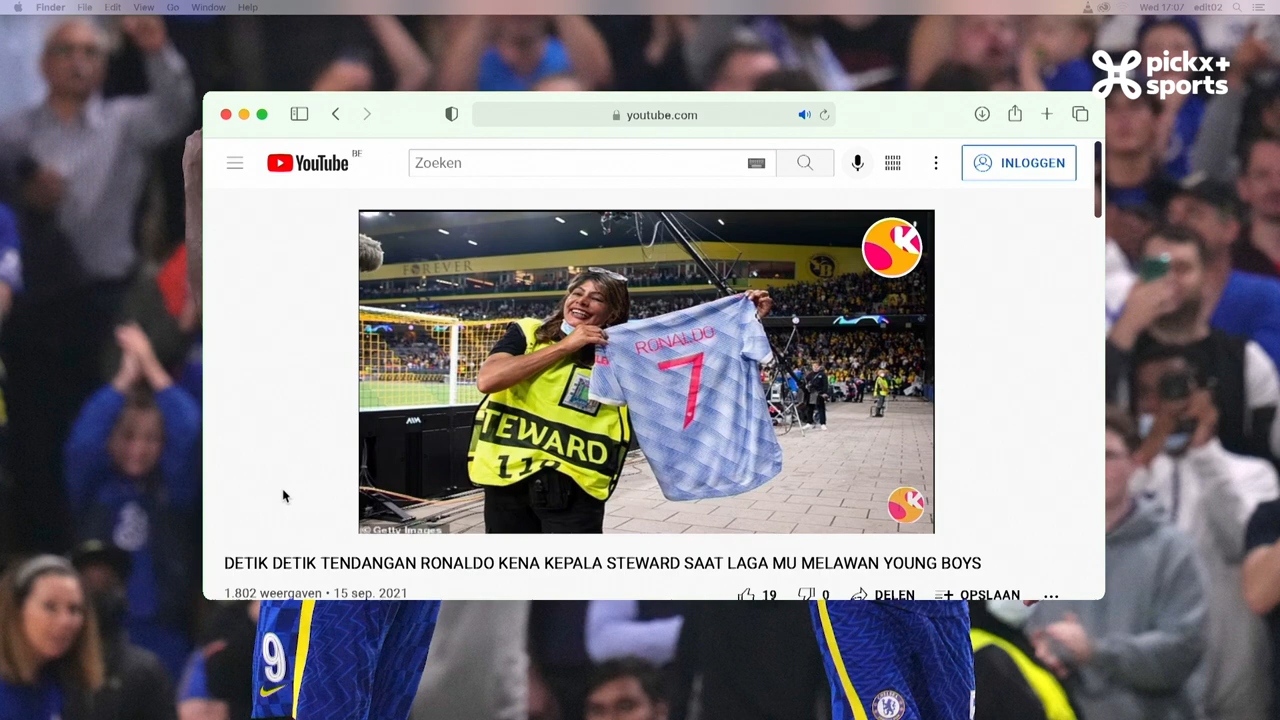 Finder File Edit View Go Window Help
Wed 17:07 edit02
pickx+
sports
youtube.com
YouTube BE
Zoeken
INLOGGEN
FOREVER
RONALDO
7
TEWARD
K
K
© Getty Images
DETIK DETIK TENDANGAN RONALDO KENA KEPALA STEWARD SAAT LAGA MU MELAWAN YOUNG BOYS
1.802 weergaven • 15 sep. 2021
19 0 DELEN OPSLAAN
9